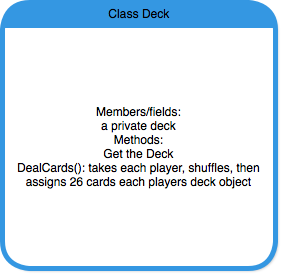 Class Deck
Members/fields:
a private deck
Methods:
Get the Deck
DealCards(): takes each player, shuffles, then
assigns 26 cards each players deck object